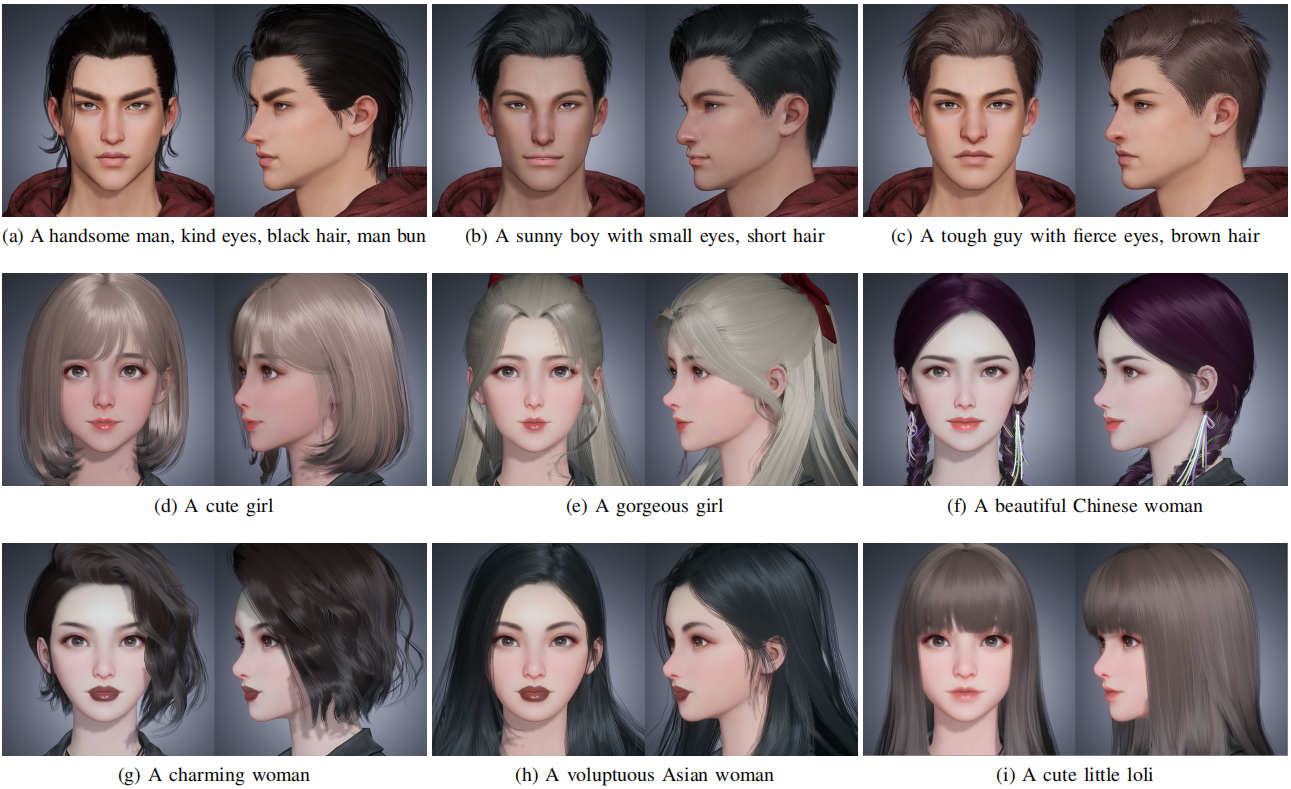 (a) A handsome man, kind eyes, black hair, man bun
(b) A sunny boy with small eyes, short hair
(c) A tough guy with fierce eyes, brown hair
(d) A cute girl
(e) A gorgeous girl
(f) A beautiful Chinese woman
(g) A charming woman
(h) A voluptuous Asian woman
(i) A cute little loli